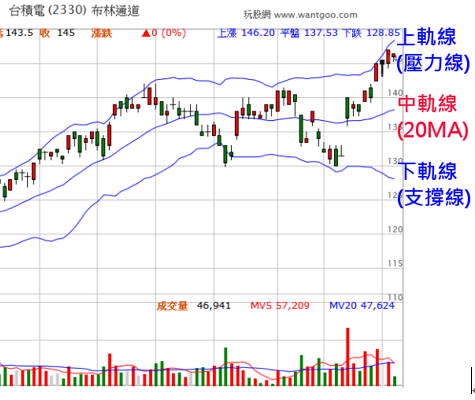 台積電 (2330) 布林通道
玩股網 www.wantgoo.com
143.5 收 145 漲跌 ▲0 (0%) 上漲 146.20 平盤 137.53 下跌 128.85
上軌線
(壓力線)
140
中軌線
135
(20MA)
130
下軌線
(支撐線)
125
120
115
110
成交量 46,941 MV5 57,209 MV20 47,624